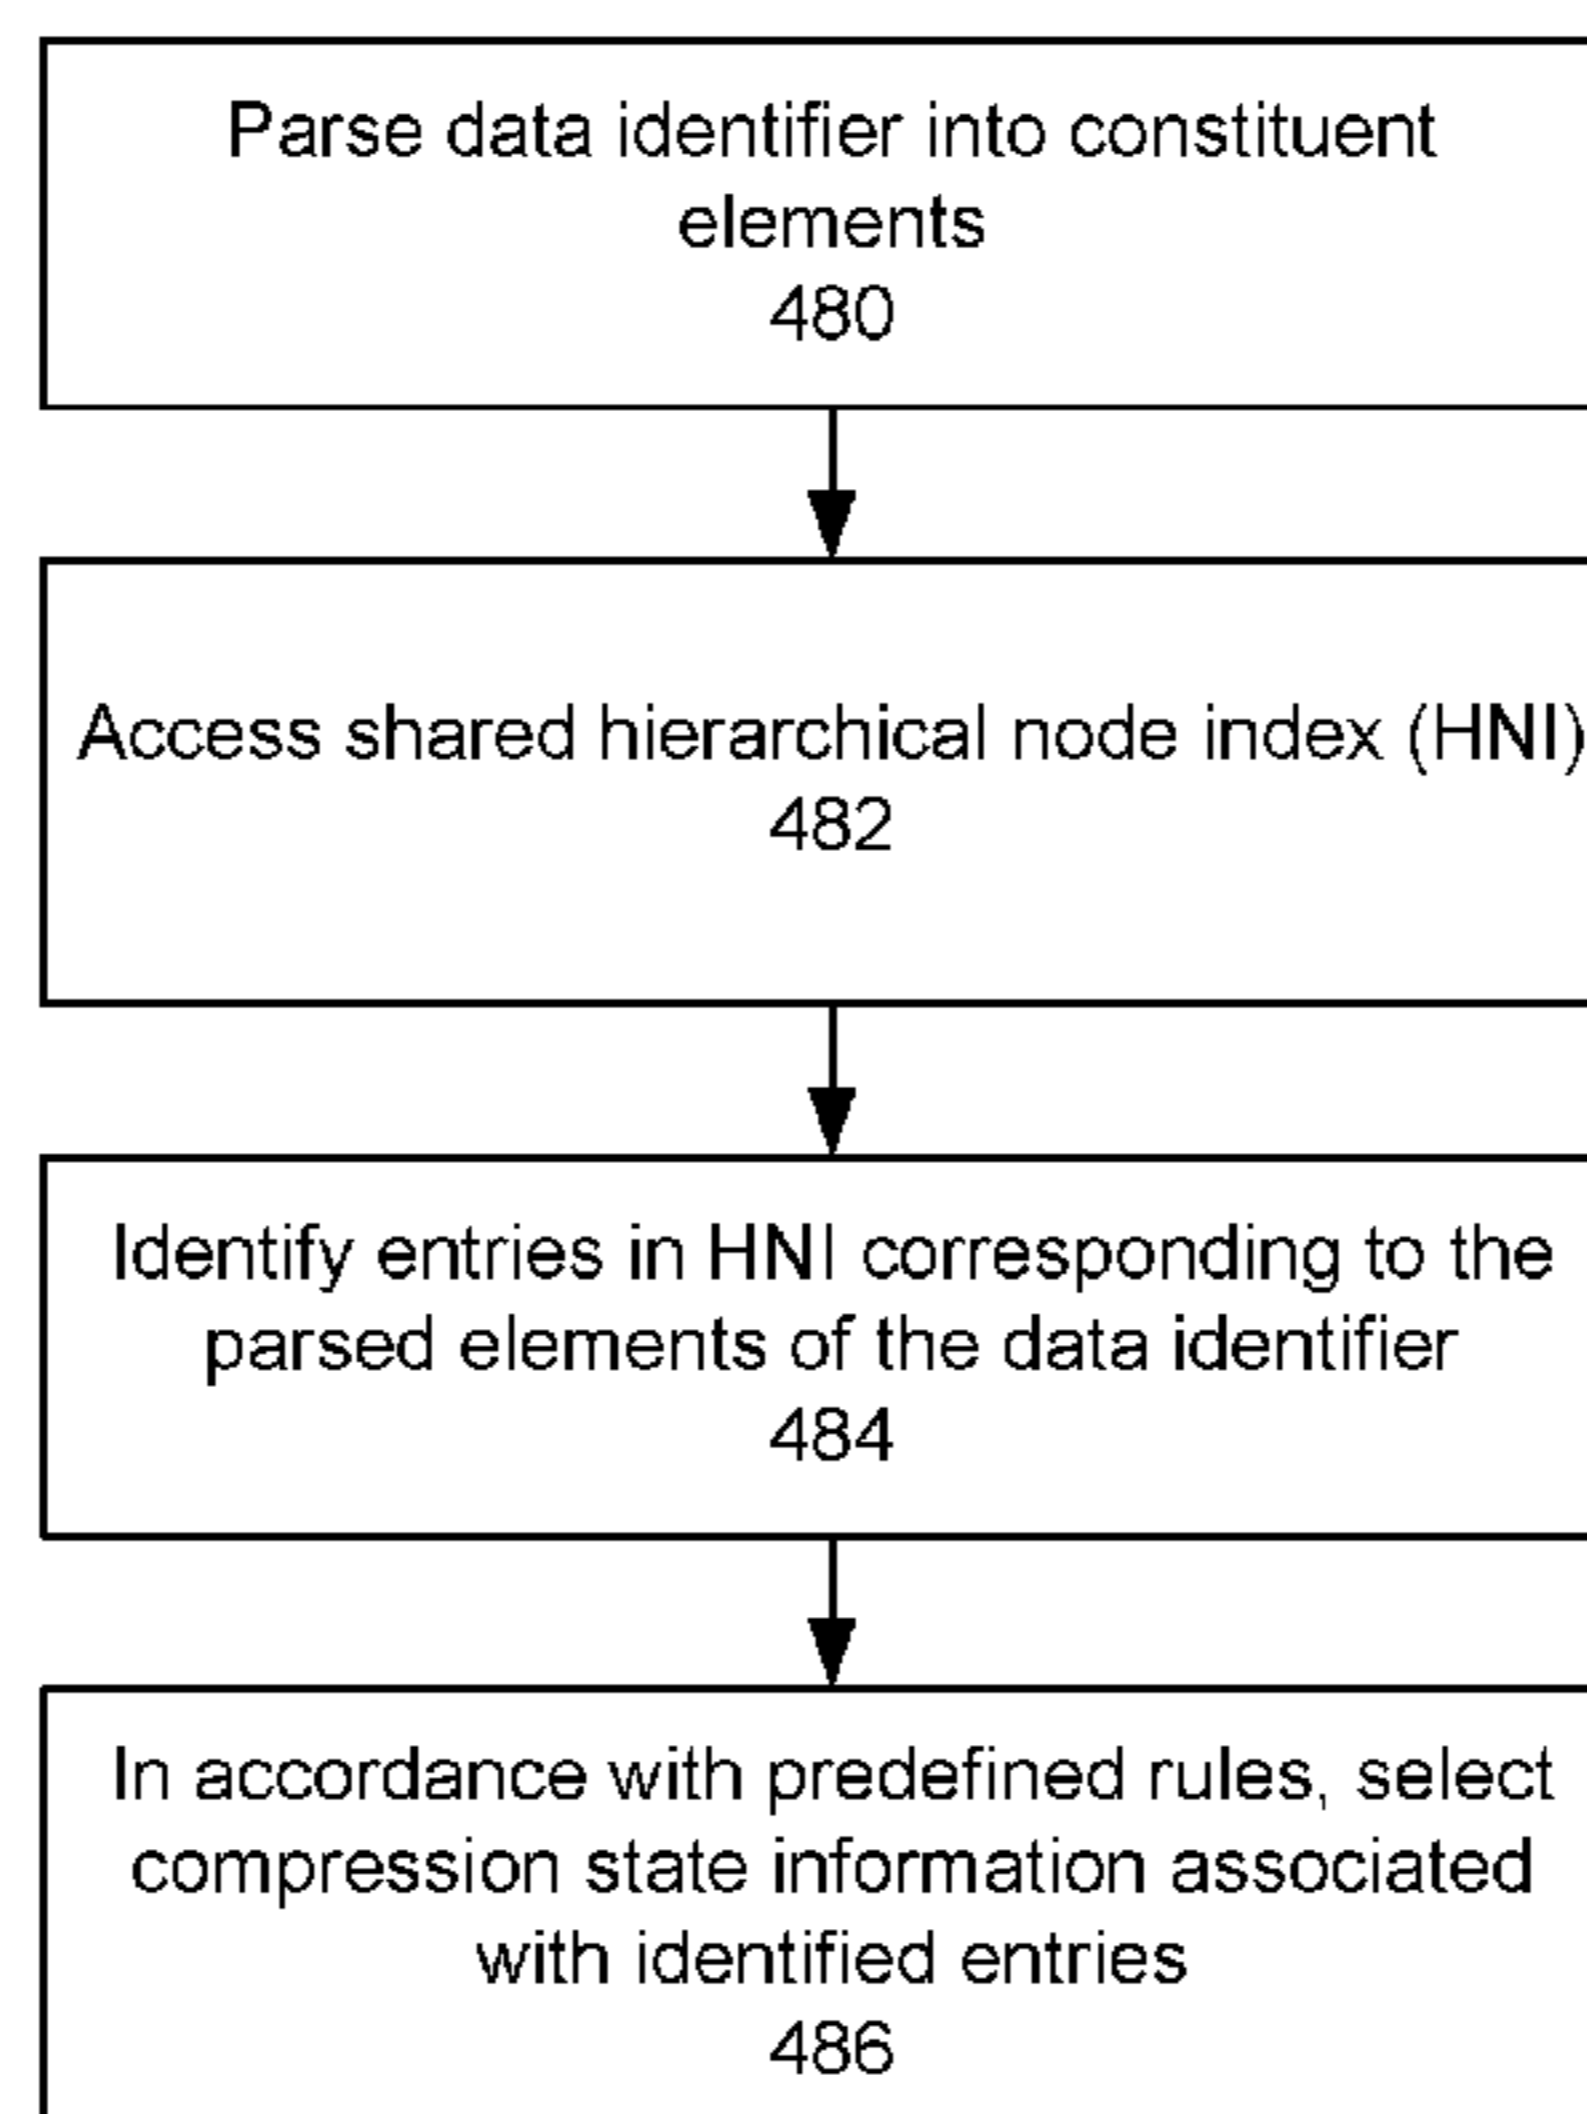 Parse data identifier into constituent
elements
480
Access shared hierarchical node index (HNI)
482
Identify entries in HNI corresponding to the
parsed elements of the data identifier
484
In accordance with predefined rules, select
compression state information associated
with identified entries
486